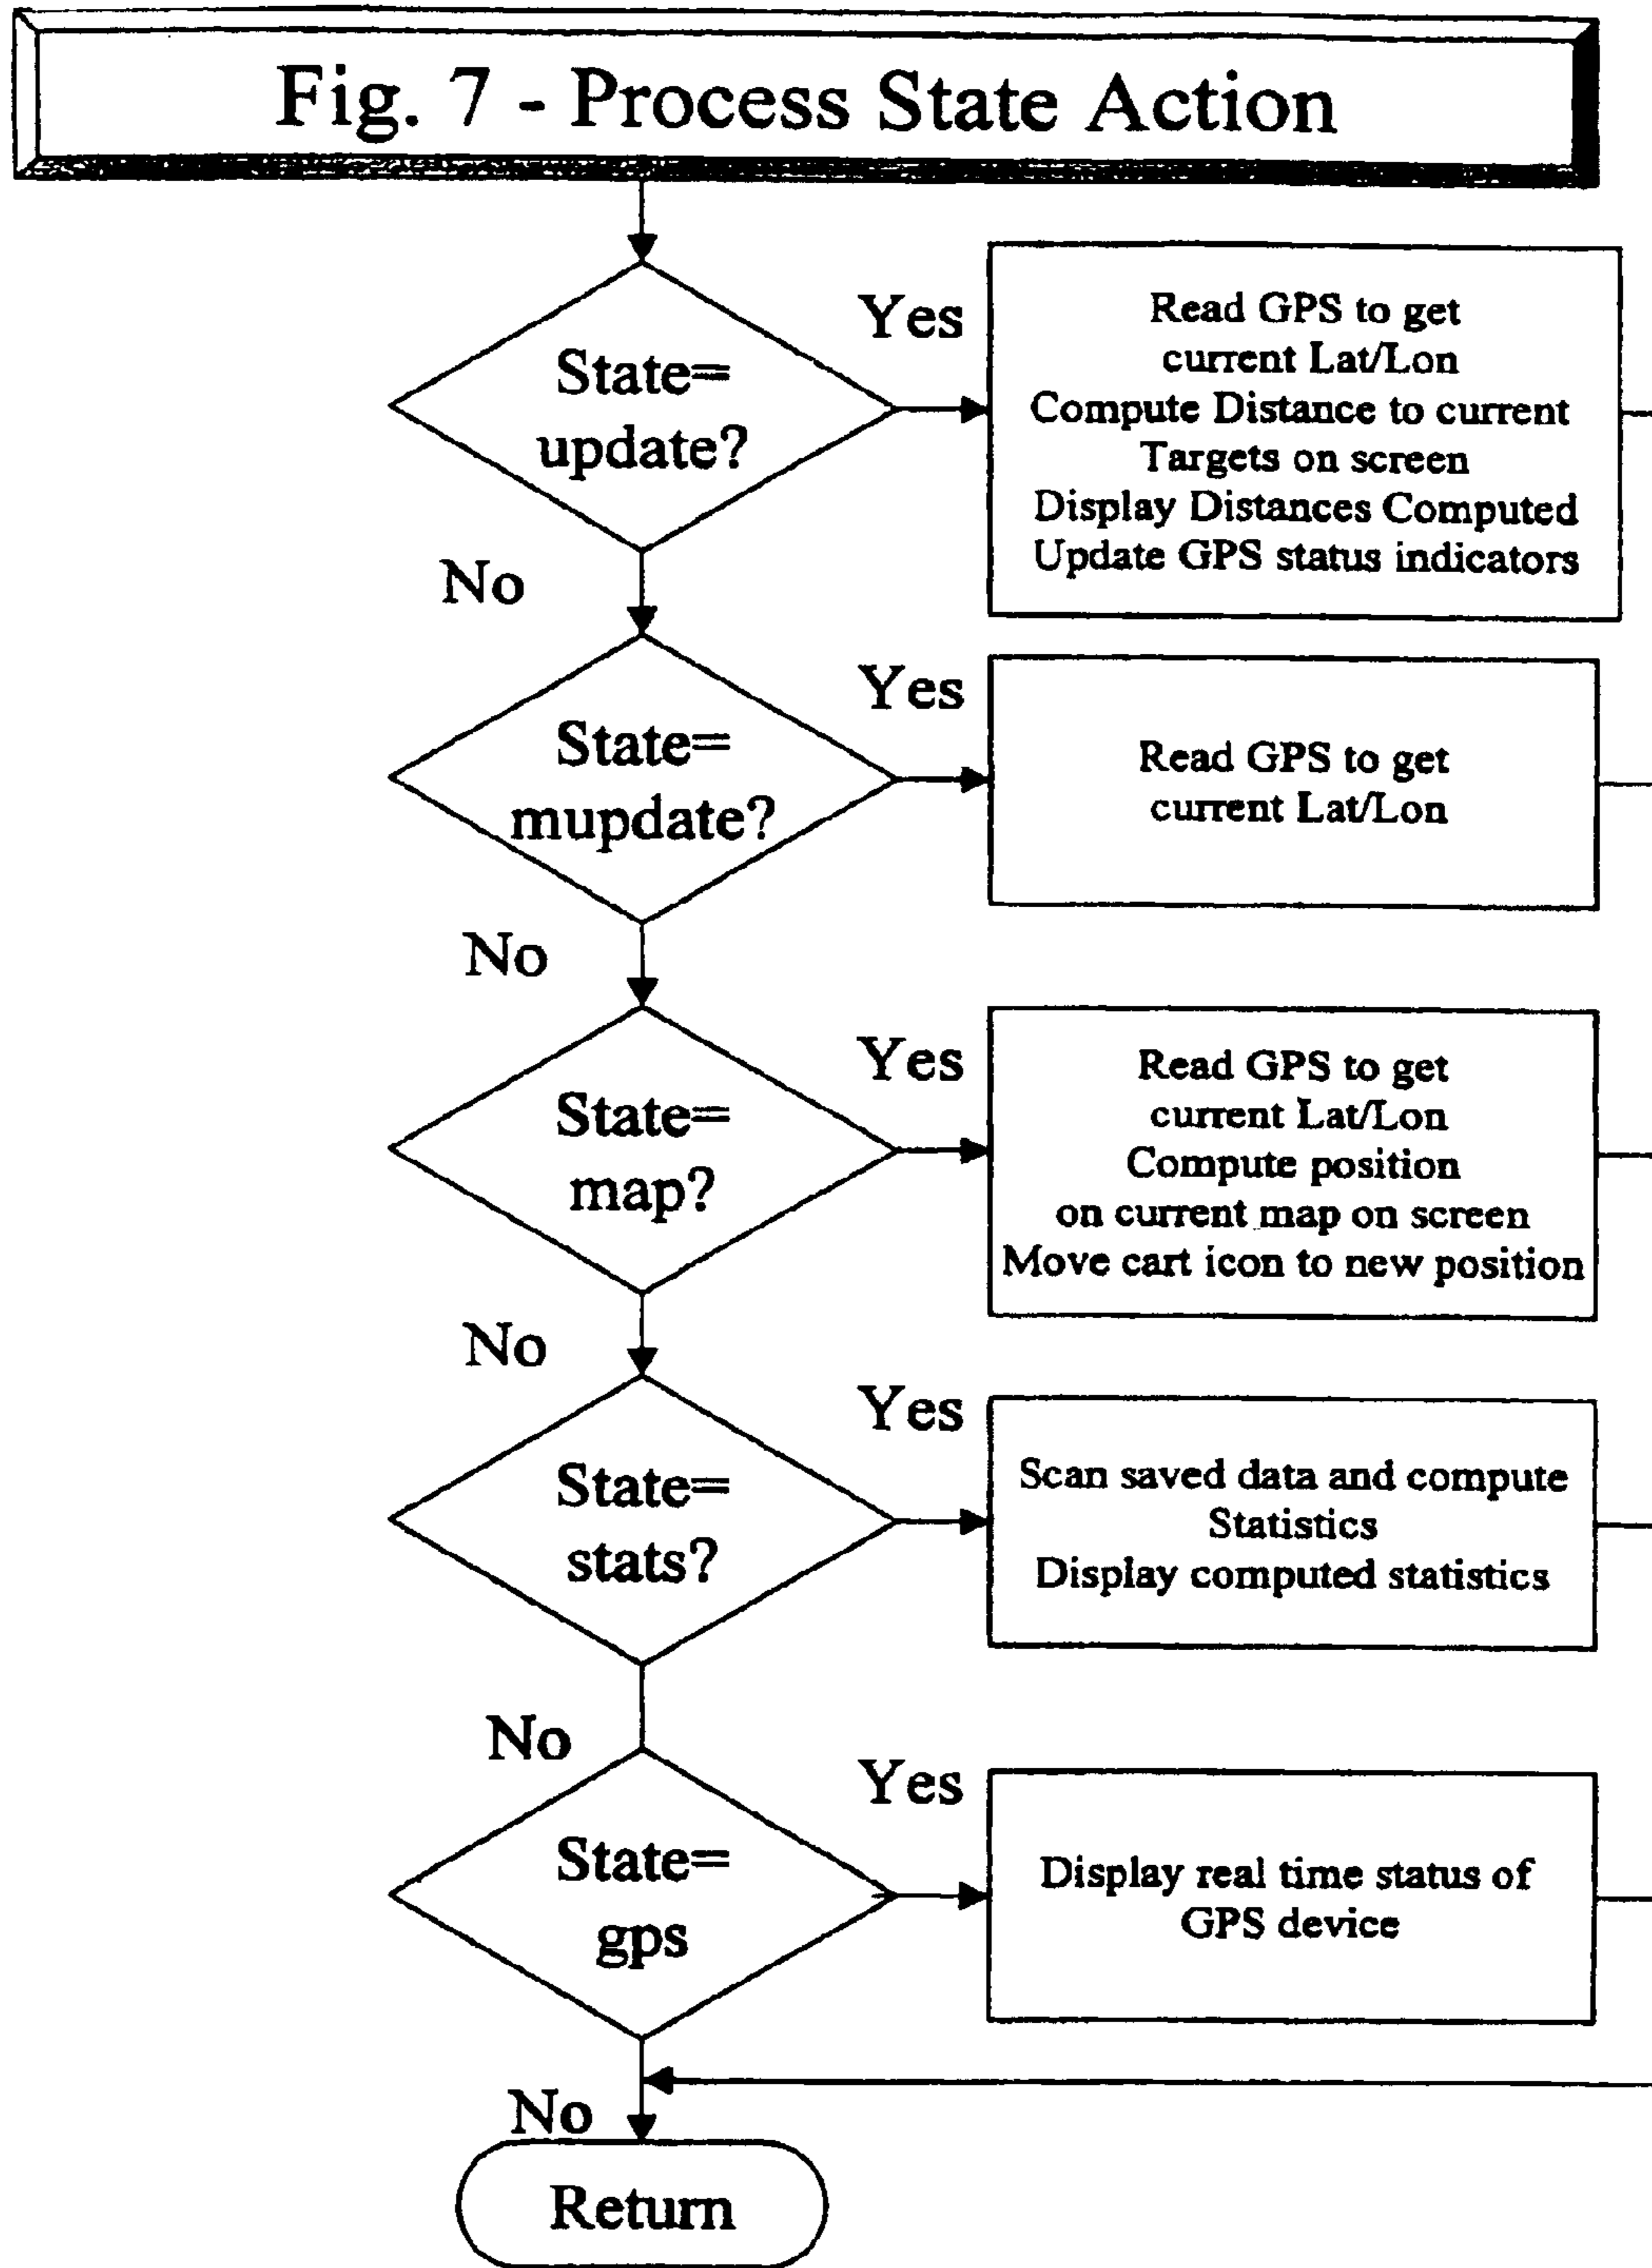 Fig. 7 - Process State Action
State=
update?
Yes
Read GPS to get
current Lat/Lon
Compute Distance to current
Targets on screen
Display Distances Computed
Update GPS status indicators
No
State=
mupdate?
Yes
Read GPS to get
current Lat/Lon
No
State=
map?
Yes
Read GPS to get
current Lat/Lon
Compute position
on current map on screen
Move cart icon to new position
No
State=
stats?
Yes
Scan saved data and compute
Statistics
Display computed statistics
No
State=
gps
Yes
Display real time status of
GPS device
No
Return